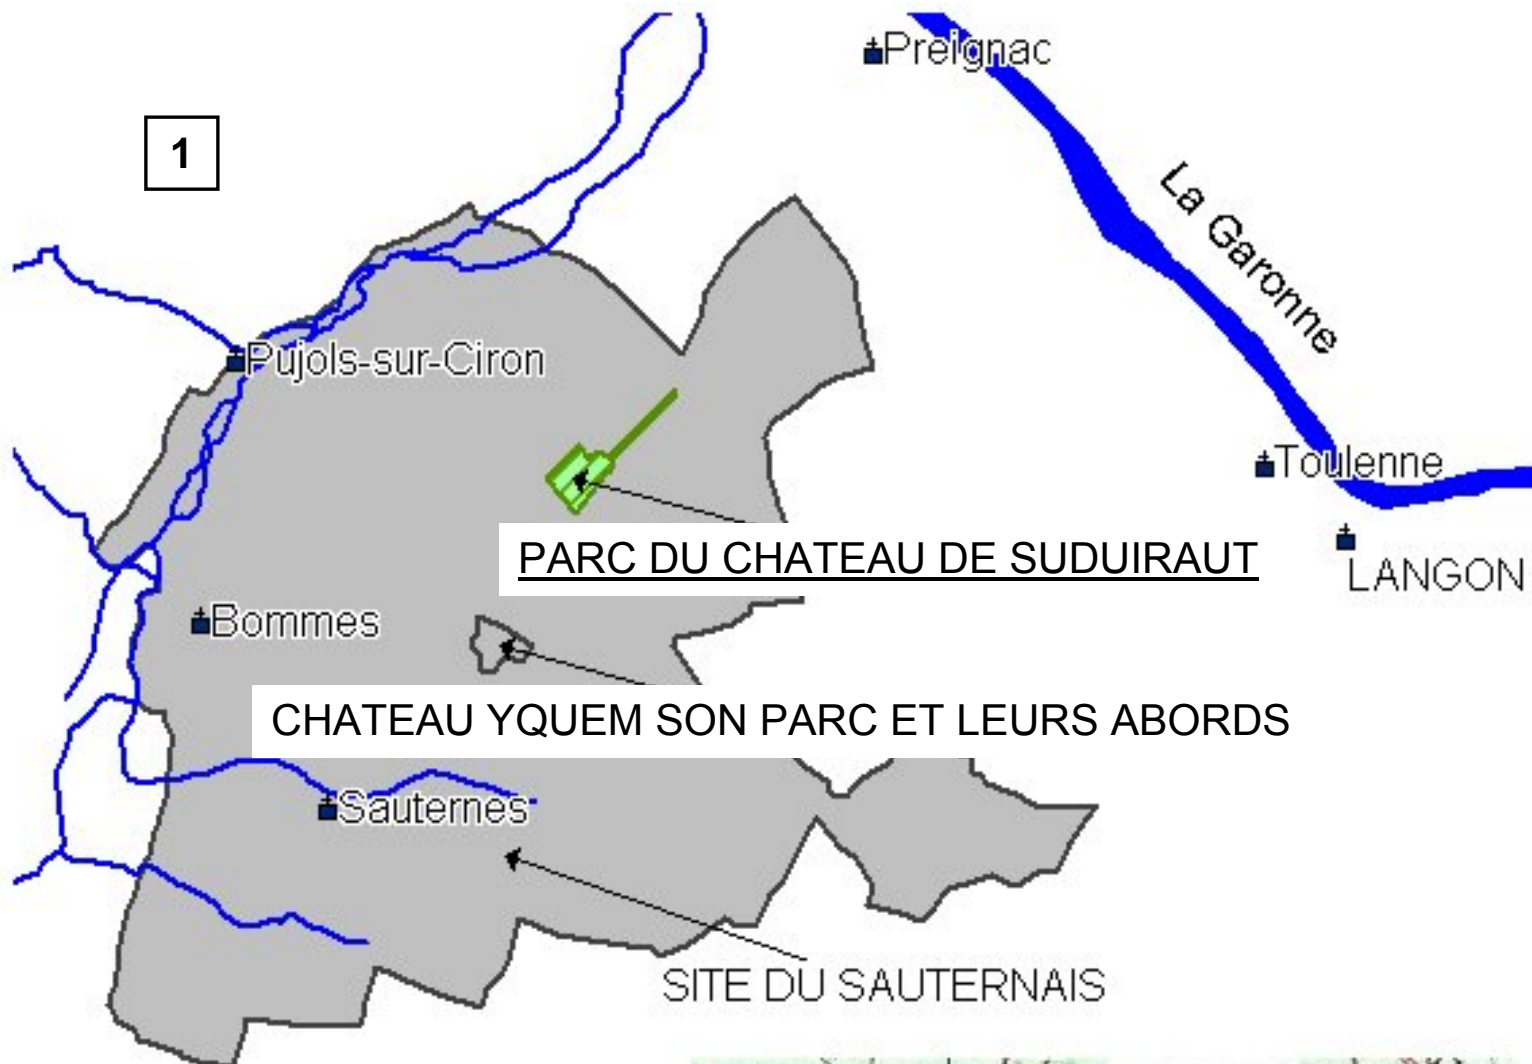 Preignac
1
La Garonne
Pujols-sur-Ciron
Toulenne
PARC DU CHATEAU DE SUDUIRAUT
LANGON
Bommes
CHATEAU YQUEM SON PARC ET LEURS ABORDS
Sauternes
SITE DU SAUTERNAIS